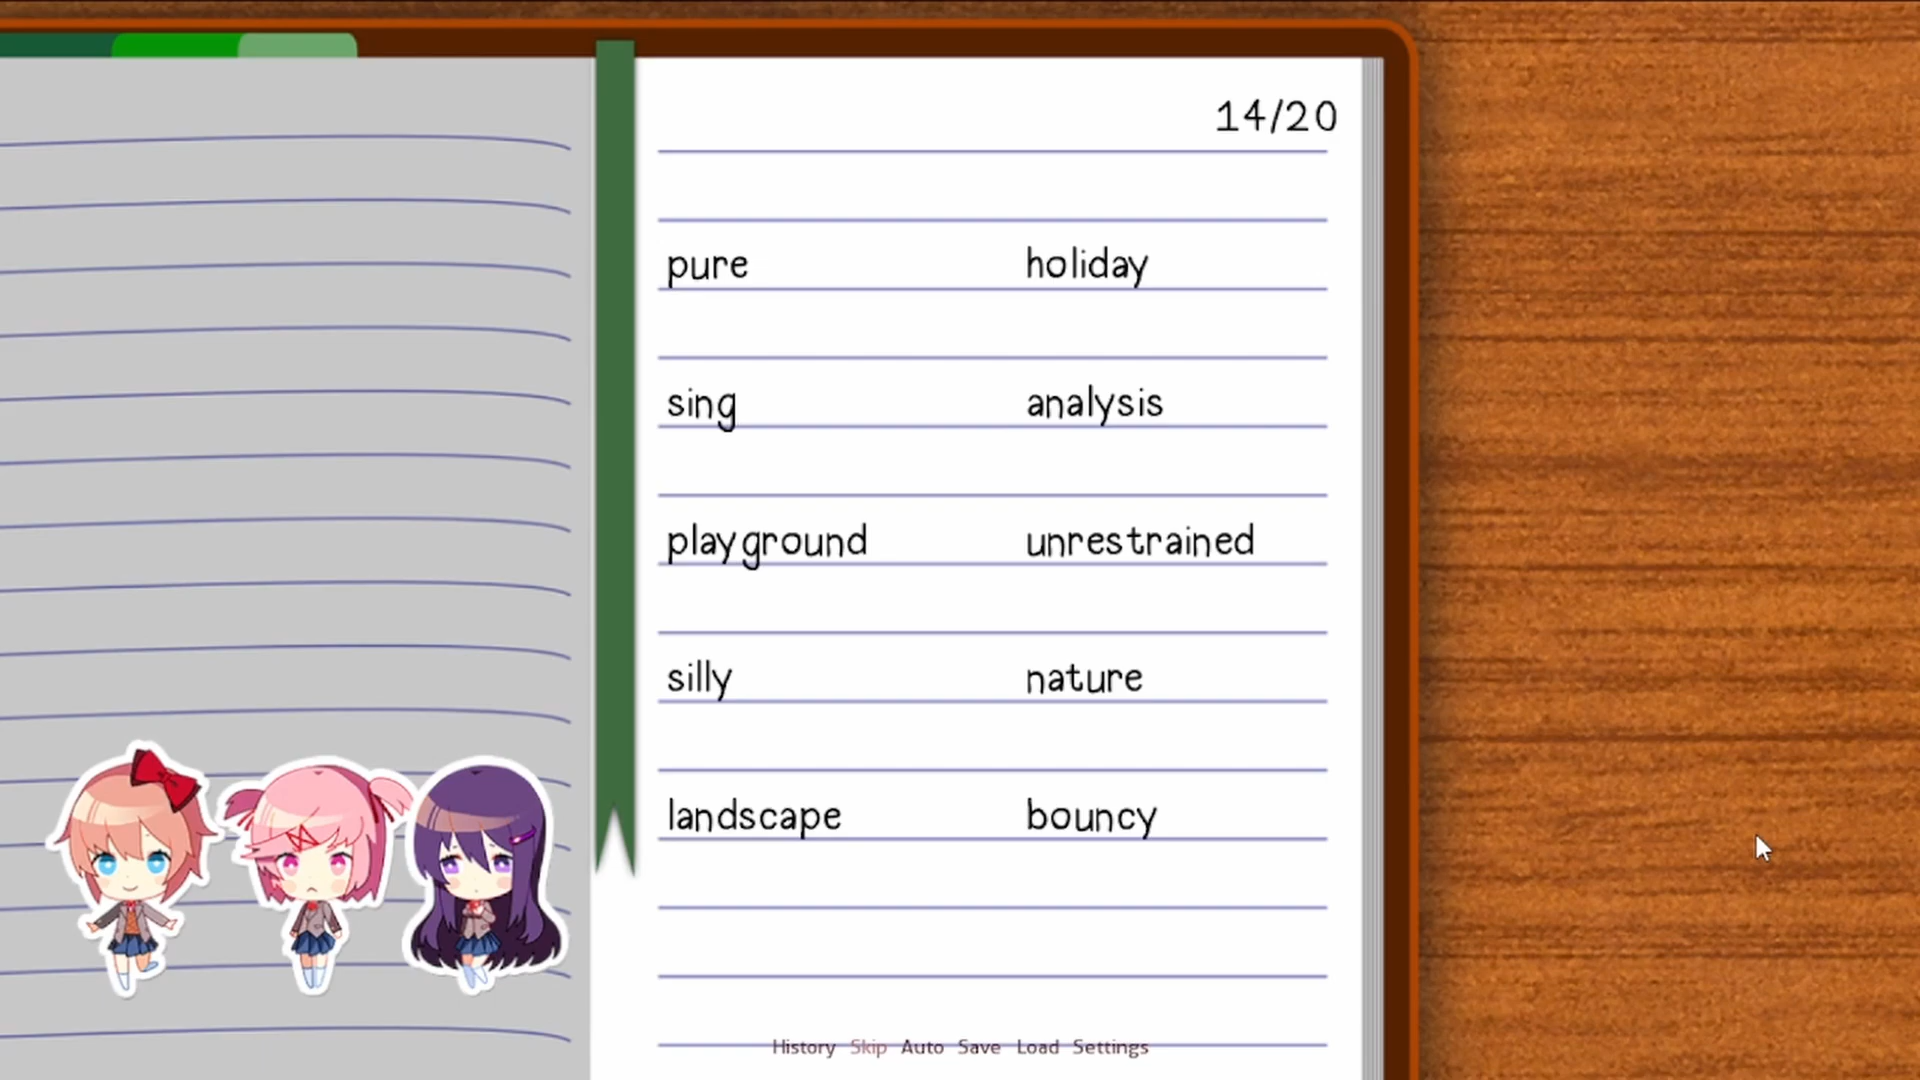 14/20
pure holiday
sing analysis
playground unrestrained
silly nature
landscape bouncy
History Skip Auto Save Load Settings